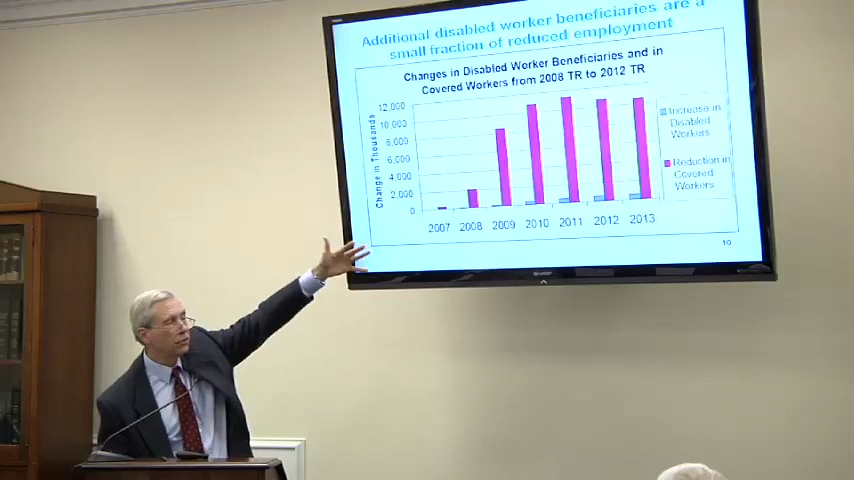 Additional disabled worker beneficiaries are a
small fraction of reduced employment
Changes in Disabled Worker Beneficiaries and in
Covered Workers from 2008 TR to 2012 TR
Change in Thousands
12,000
10,000
8,000
6,000
4,000
2,000
0
2007 2008 2009 2010 2011 2012 2013
Increase in
Disabled
Workers
Reduction in
Covered
Workers
10
SHARP